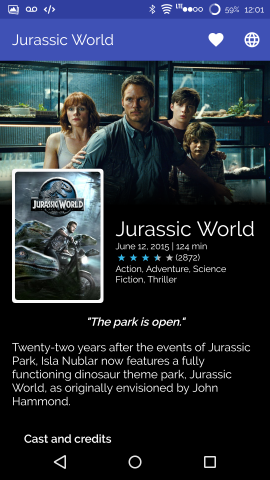 LTE 59% 12:01
Jurassic World
JURASSIC WORLD
Jurassic World
June 12, 2015 | 124 min
(2872)
Action, Adventure, Science
Fiction, Thriller
"The park is open."
Twenty-two years after the events of Jurassic
Park, Isla Nublar now features a fully
functioning dinosaur theme park, Jurassic
World, as originally envisioned by John
Hammond.
Cast and credits